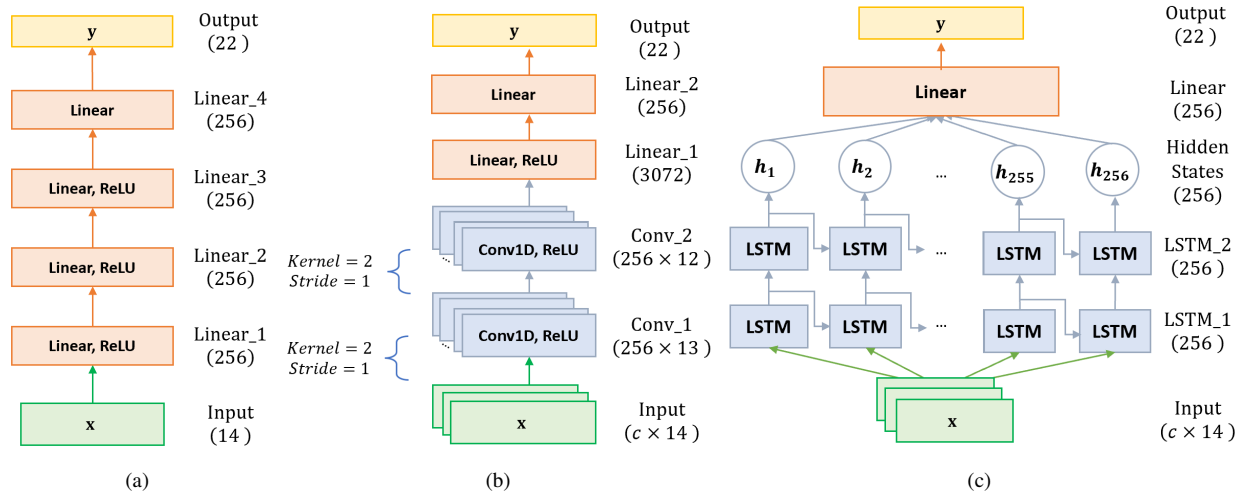 y
Output
(22 )
Linear
Linear_4
(256)
Linear, ReLU
Linear_3
(256)
Linear, ReLU
Linear_2
(256)
Linear, ReLU
Linear_1
(256)
x
Input
(14 )
(a)
y
Output
(22 )
Linear
Linear_2
(256)
Linear, ReLU
Linear_1
(3072)
Kernel = 2
Stride = 1
...
Conv1D, ReLU
Conv_2
(256 × 12 )
Kernel = 2
Stride = 1
...
Conv1D, ReLU
Conv_1
(256 × 13)
x
Input
(c × 14)
(b)
y
Output
(22 )
Linear
Linear
(256)
h1
h2
...
h255
h256
Hidden
States
(256)
LSTM
LSTM
...
LSTM
LSTM
LSTM_2
(256 )
LSTM
LSTM
...
LSTM
LSTM
LSTM_1
(256 )
x
Input
(c × 14)
(c)